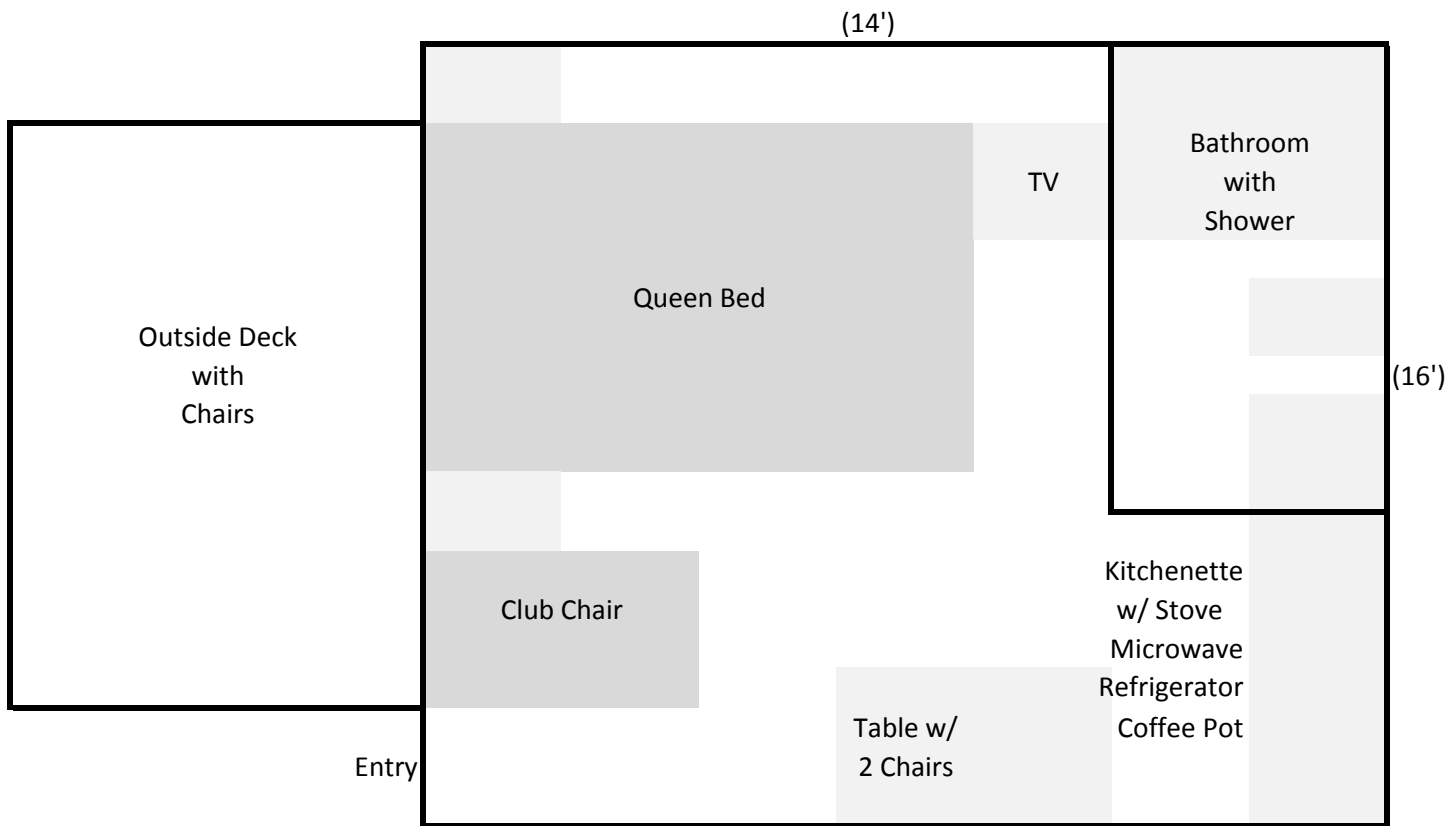 (14')
Bathroom
with
Shower
TV
Queen Bed
Outside Deck
with
Chairs
(16')
Club Chair
Kitchenette
w/ Stove
Microwave
Refrigerator
Coffee Pot
Table w/
2 Chairs
Entry